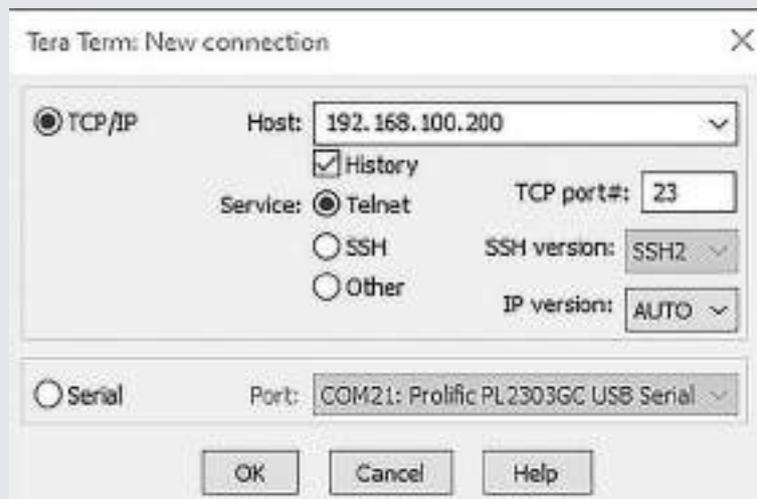 Tera Term: New connection
TCP/IP Host: 192.168.100.200
History
Service: Telnet TCP port#: 23
SSH SSH version: SSH2
Other IP version: AUTO
Serial Port: COM21: Prolific PL2303GC USB Serial
OK Cancel Help